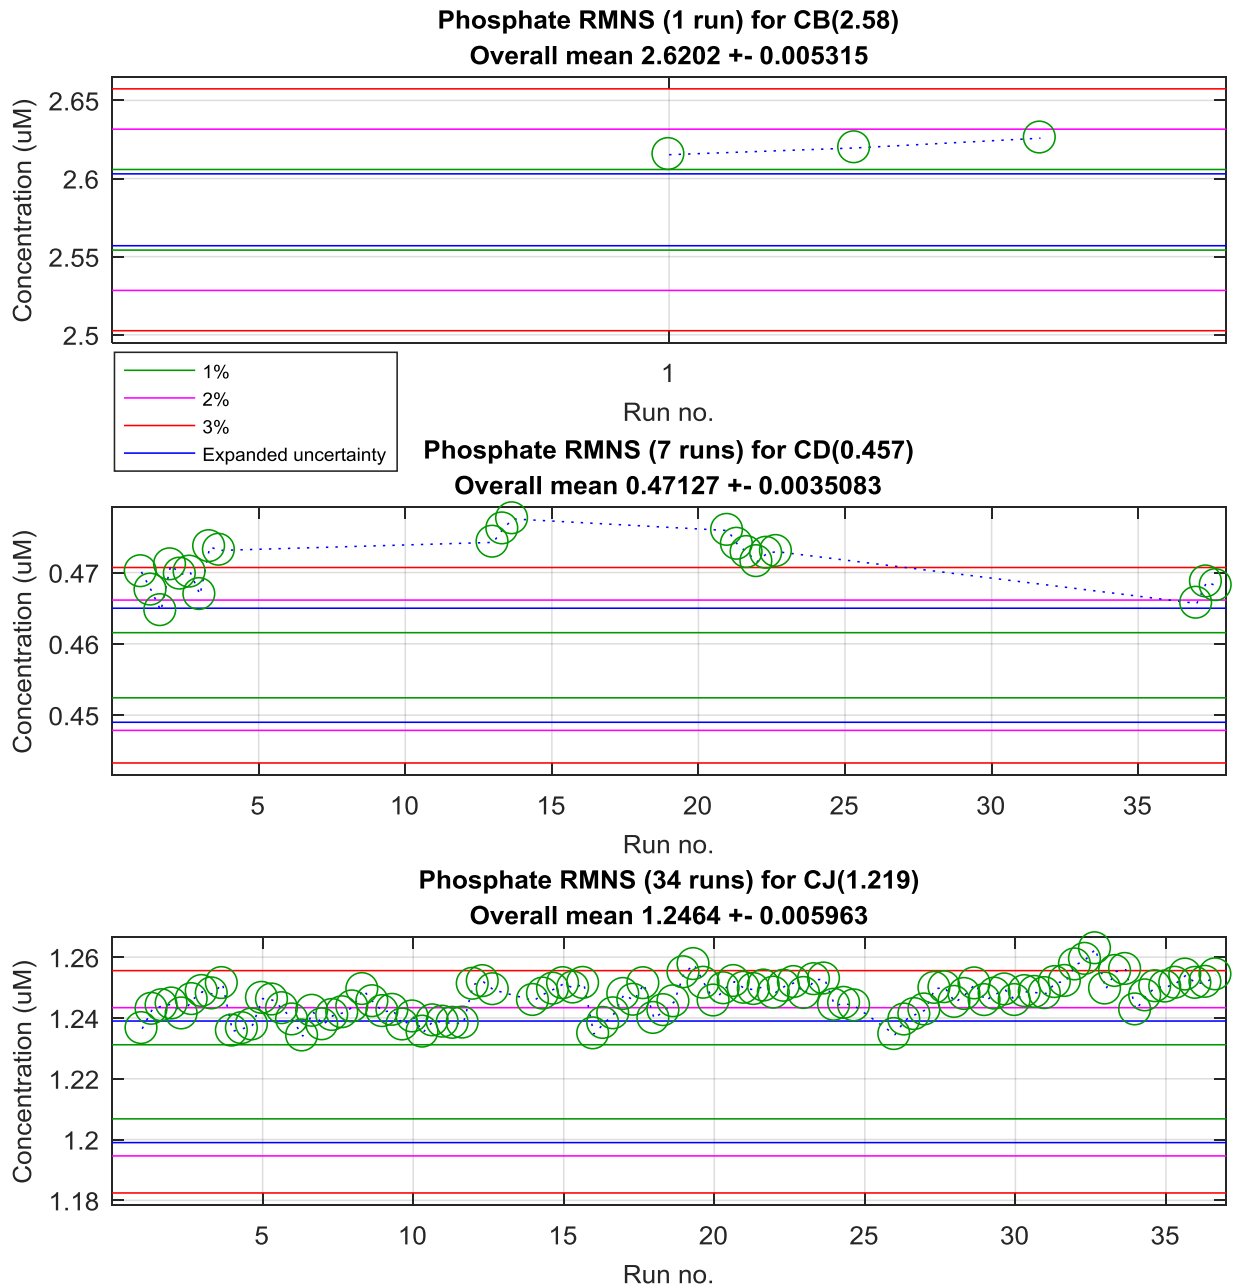 Phosphate RMNS (1 run) for CB(2.58)
Overall mean 2.6202 +- 0.005315
Concentration (uM)
2.65
2.6
2.55
2.5
1
Run no.
1%
2%
3%
Expanded uncertainty
Phosphate RMNS (7 runs) for CD(0.457)
Overall mean 0.47127 +- 0.0035083
Concentration (uM)
0.47
0.46
0.45
5 10 15 20 25 30 35
Run no.
Phosphate RMNS (34 runs) for CJ(1.219)
Overall mean 1.2464 +- 0.005963
Concentration (uM)
1.26
1.24
1.22
1.2
1.18
5 10 15 20 25 30 35
Run no.